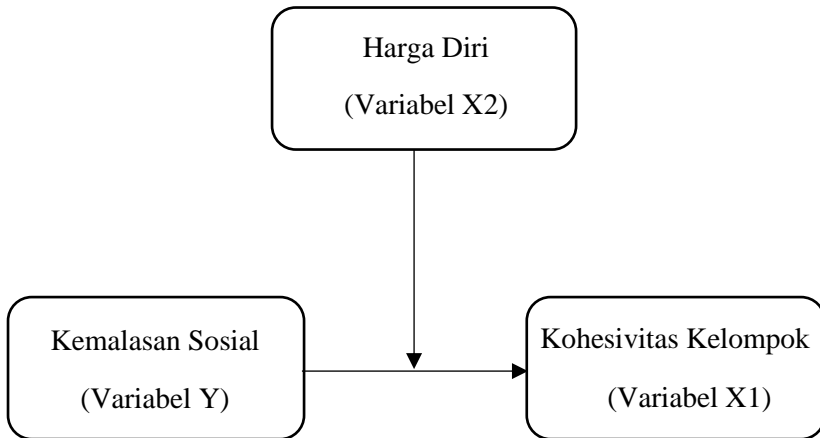 Harga Diri
(Variabel X2)
Kemalasan Sosial
(Variabel Y)
Kohesivitas Kelompok
(Variabel X1)